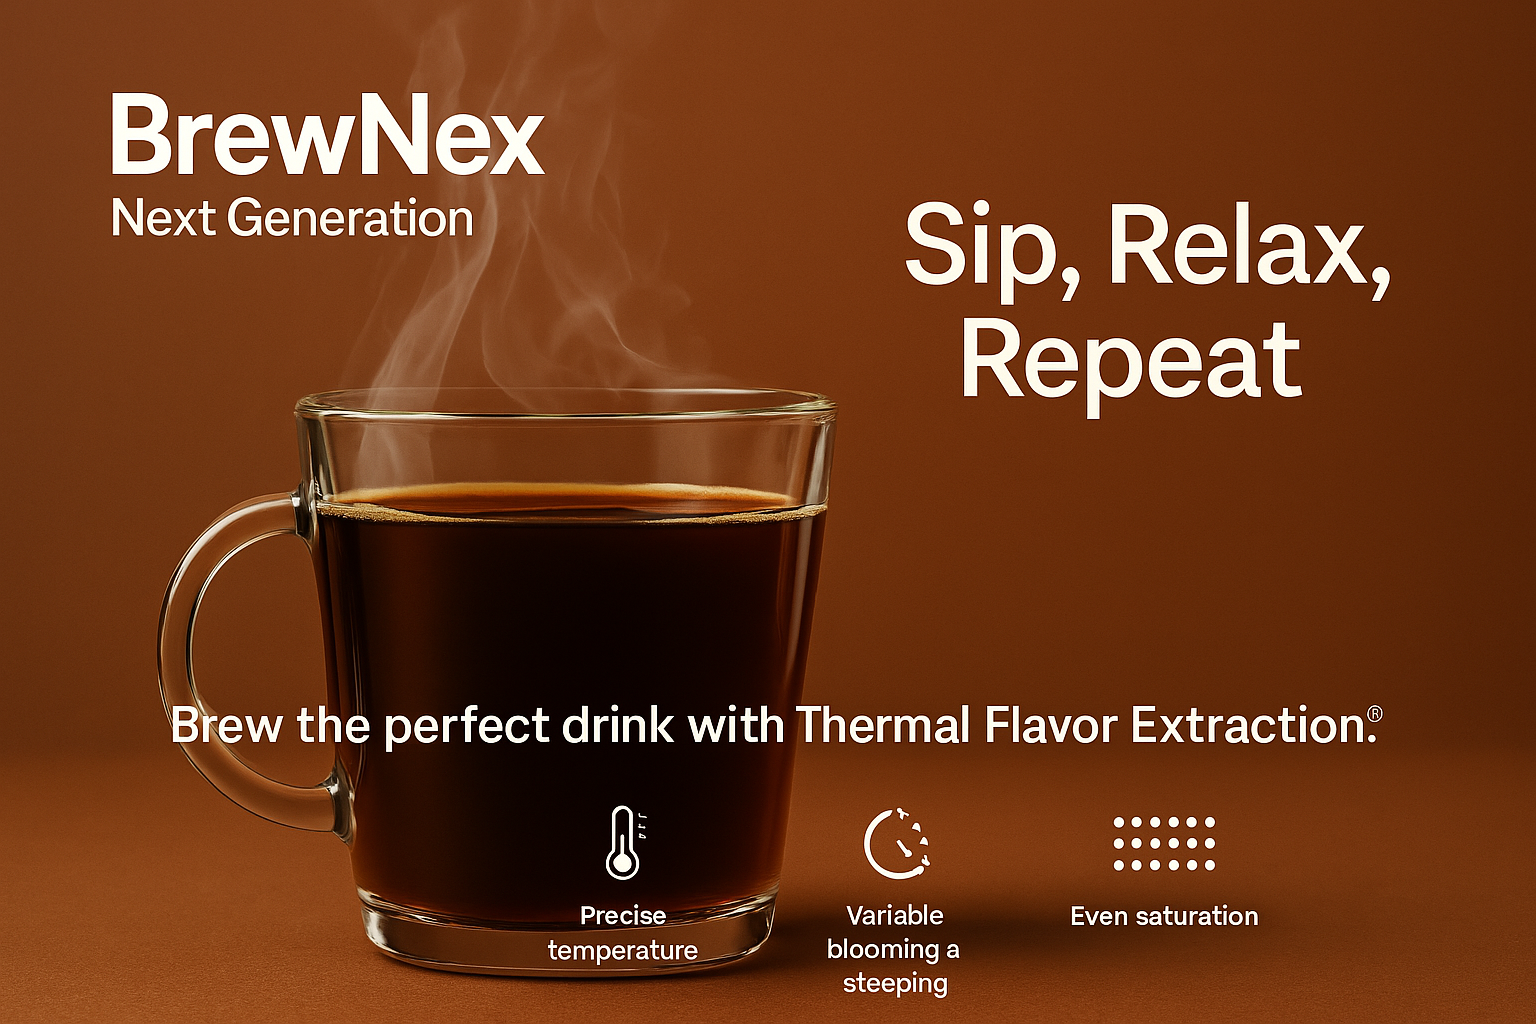 BrewNex
Next Generation
Sip, Relax,
Repeat
Brew the perfect drink with Thermal Flavor Extraction.®
Precise
temperature
Variable
blooming a
steeping
Even saturation